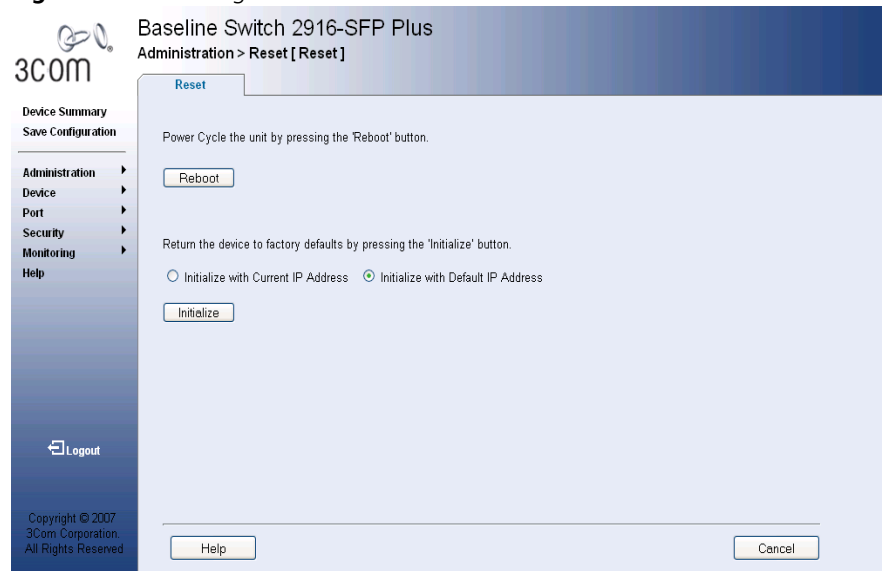 3COM
Baseline Switch 2916-SFP Plus
Administration > Reset [ Reset ]
Reset
Device Summary
Save Configuration
Administration
Device
Port
Security
Monitoring
Help
Power Cycle the unit by pressing the 'Reboot' button.
Reboot
Return the device to factory defaults by pressing the 'Initialize' button.
Initialize with Current IP Address Initialize with Default IP Address
Initialize
Logout
Copyright © 2007
3Com Corporation.
All Rights Reserved
Help Cancel